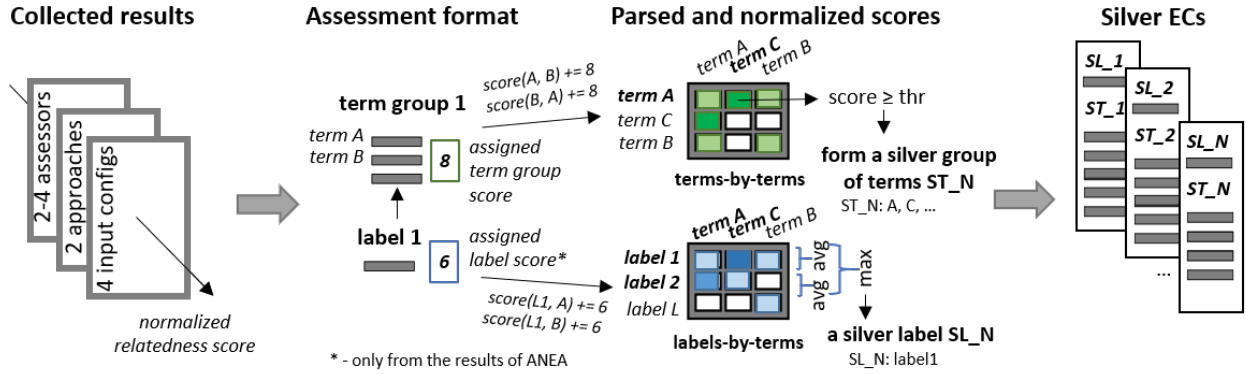 Collected results
Assessment format
Parsed and normalized scores
Silver ECs
2-4 assessors
2 approaches
4 input configs
normalized
relatedness score
term group 1
term A
term B
8
assigned
term group
score
label 1
6
assigned
label score*
* - only from the results of ANEA
score(A, B) += 8
score(B, A) += 8
score(L1, A) += 6
score(L1, B) += 6
term A
term C
term B
term A
term C
term B
terms-by-terms
score ≥ thr
form a silver group
of terms ST_N
ST_N: A, C, ...
term A
term C
term B
label 1
label 2
label L
avg
avg
max
labels-by-terms
a silver label SL_N
SL_N: label1
SL_1
ST_1
SL_2
ST_2
SL_N
ST_N
...